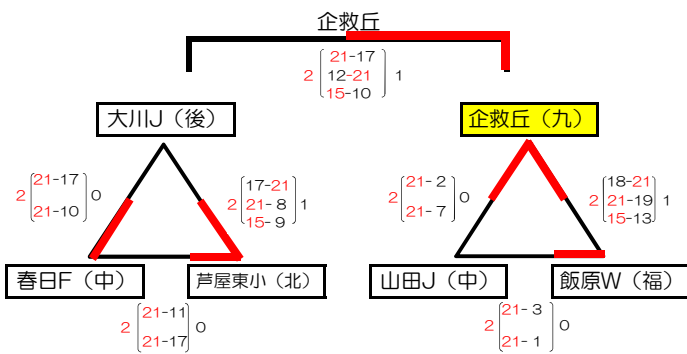 企救丘
21-17
2 12-21 1
15-10
大川J（後）
企救丘（九）
21-17
2 0
21-10
17-21
2 21- 8 1
15- 9
21- 2
2 0
21- 7
18-21
2 21-19 1
15-13
春日F（中）
芦屋東小（北）
山田J（中）
飯原W（福）
21-11
2 0
21-17
21- 3
2 0
21- 1